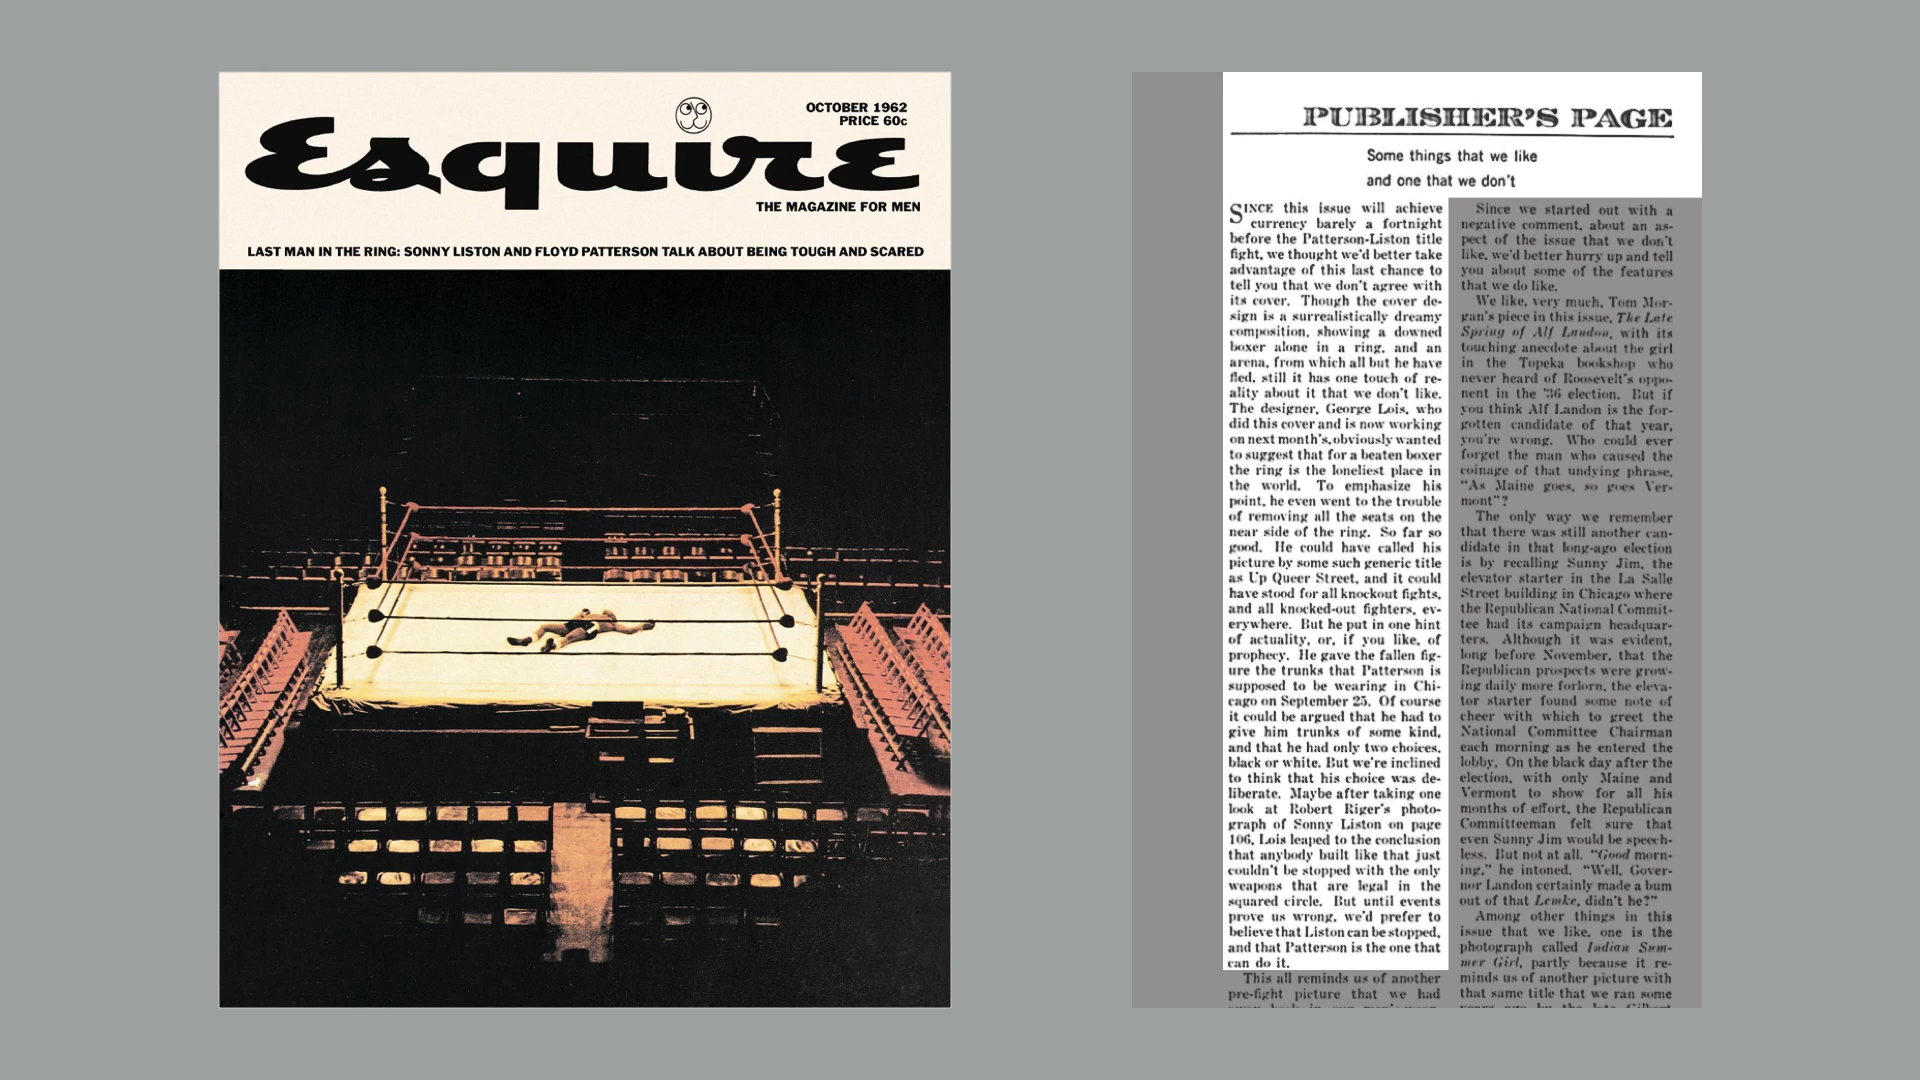 OCTOBER 1962
PRICE 60c
Esquire
THE MAGAZINE FOR MEN
LAST MAN IN THE RING: SONNY LISTON AND FLOYD PATTERSON TALK ABOUT BEING TOUGH AND SCARED
PUBLISHER'S PAGE
Some things that we like
and one that we don't
SINCE this issue will achieve
currency barely a fortnight
before the Patterson-Liston title
fight, we thought we'd better take
advantage of this last chance to
tell you that we don't agree with
its cover. Though the cover de-
sign is a surrealistically dreamy
composition, showing a downed
boxer alone in a ring, and an
arena, from which all but he have
fled, still it has one touch of re-
ality about it that we don't like.
The designer, George Lois, who
did this cover and is now working
on next month's, obviously wanted
to suggest that for a beaten boxer
the ring is the loneliest place in
the world. To emphasize his
point, he even went to the trouble
of removing all the seats on the
near side of the ring. So far so
good. He could have called his
picture by some such generic title
as Up Queer Street, and it could
have stood for all knockout fights,
and all knocked-out fighters, ev-
erywhere. But he put in one hint
of actuality, or, if you like, of
prophecy. He gave the fallen fig-
ure the trunks that Patterson is
supposed to be wearing in Chi-
cago on September 25. Of course
it could be argued that he had to
give him trunks of some kind,
and that he had only two choices,
black or white. But we're inclined
to think that his choice was de-
liberate. Maybe after taking one
look at Robert Riger's photo-
graph of Sonny Liston on page
106, Lois leaped to the conclusion
that anybody built like that just
couldn't be stopped with the only
weapons that are legal in the
squared circle. But until events
prove us wrong, we'd prefer to
believe that Liston can be stopped,
and that Patterson is the one that
can do it.
This all reminds us of another
pre-fight picture that we had
Since we started out with a
negative comment, about an as-
pect of the issue that we don't
like, we'd better hurry up and tell
you about some of the features
that we do like.
We like, very much, Tom Mor-
gan's piece in this issue, The Late
Spring of Alf Landon, with its
touching anecdote about the girl
in the Topeka bookshop who
never heard of Roosevelt's oppo-
nent in the '36 election. But if
you think Alf Landon is the for-
gotten candidate of that year,
you're wrong. Who could ever
forget the man who caused the
coinage of that undying phrase,
"As Maine goes, so goes Ver-
mont"?
The only way we remember
that there was still another can-
didate in that long-ago election
is by recalling Sunny Jim, the
elevator starter in the La Salle
Street building in Chicago where
the Republican National Commit-
tee had its campaign headquar-
ters. Although it was evident,
long before November, that the
Republican prospects were grow-
ing daily more forlorn, the eleva-
tor starter found some note of
cheer with which to greet the
National Committee Chairman
each morning as he entered the
lobby. On the black day after the
election, with only Maine and
Vermont to show for all his
months of effort, the Republican
Committeeman felt sure that
even Sunny Jim would be speech-
less. But not at all. "Good morn-
ing," he intoned. "Well, Gover-
nor Landon certainly made a bum
out of that Lemke, didn't he?"
Among other things in this
issue that we like, one is the
photograph called Indian Sum-
mer Girl, partly because it re-
minds us of another picture with
that same title that we ran some